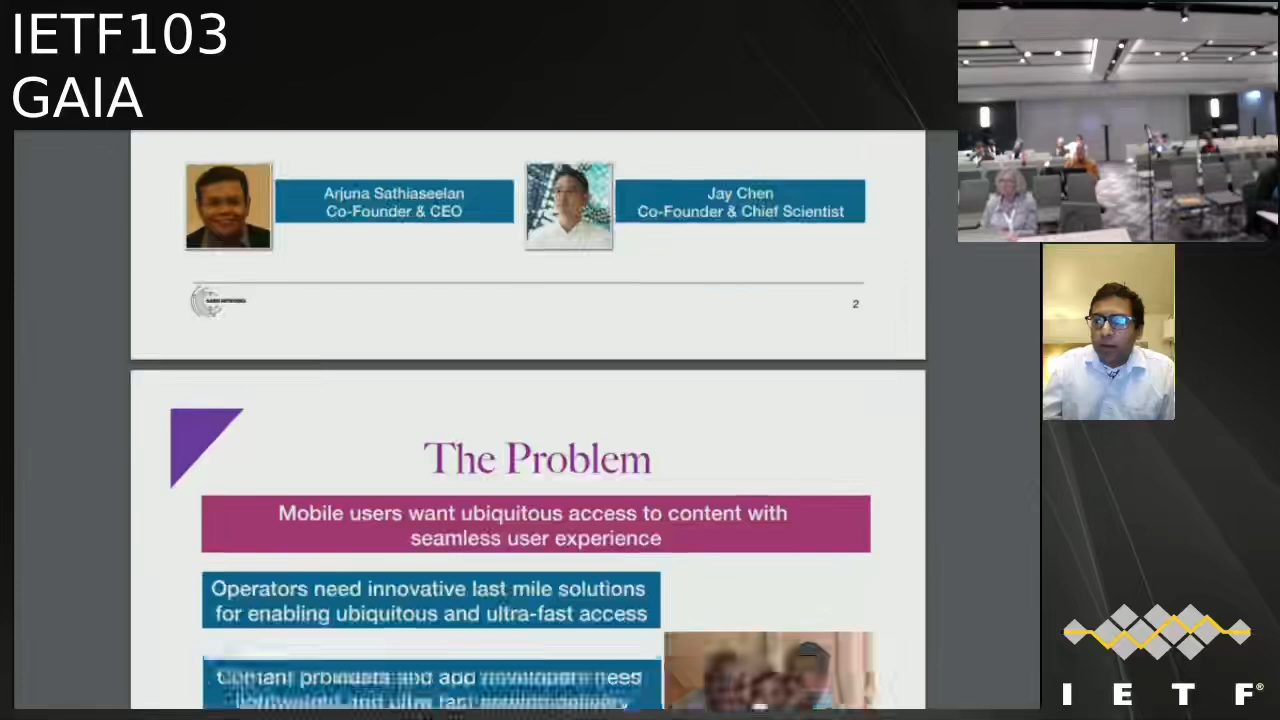 IETF103
GAIA
Arjuna Sathiaseelan
Co-Founder & CEO
Jay Chen
Co-Founder & Chief Scientist
2
The Problem
Mobile users want ubiquitous access to content with
seamless user experience
Operators need innovative last mile solutions
for enabling ubiquitous and ultra-fast access
and
and
I E T F®